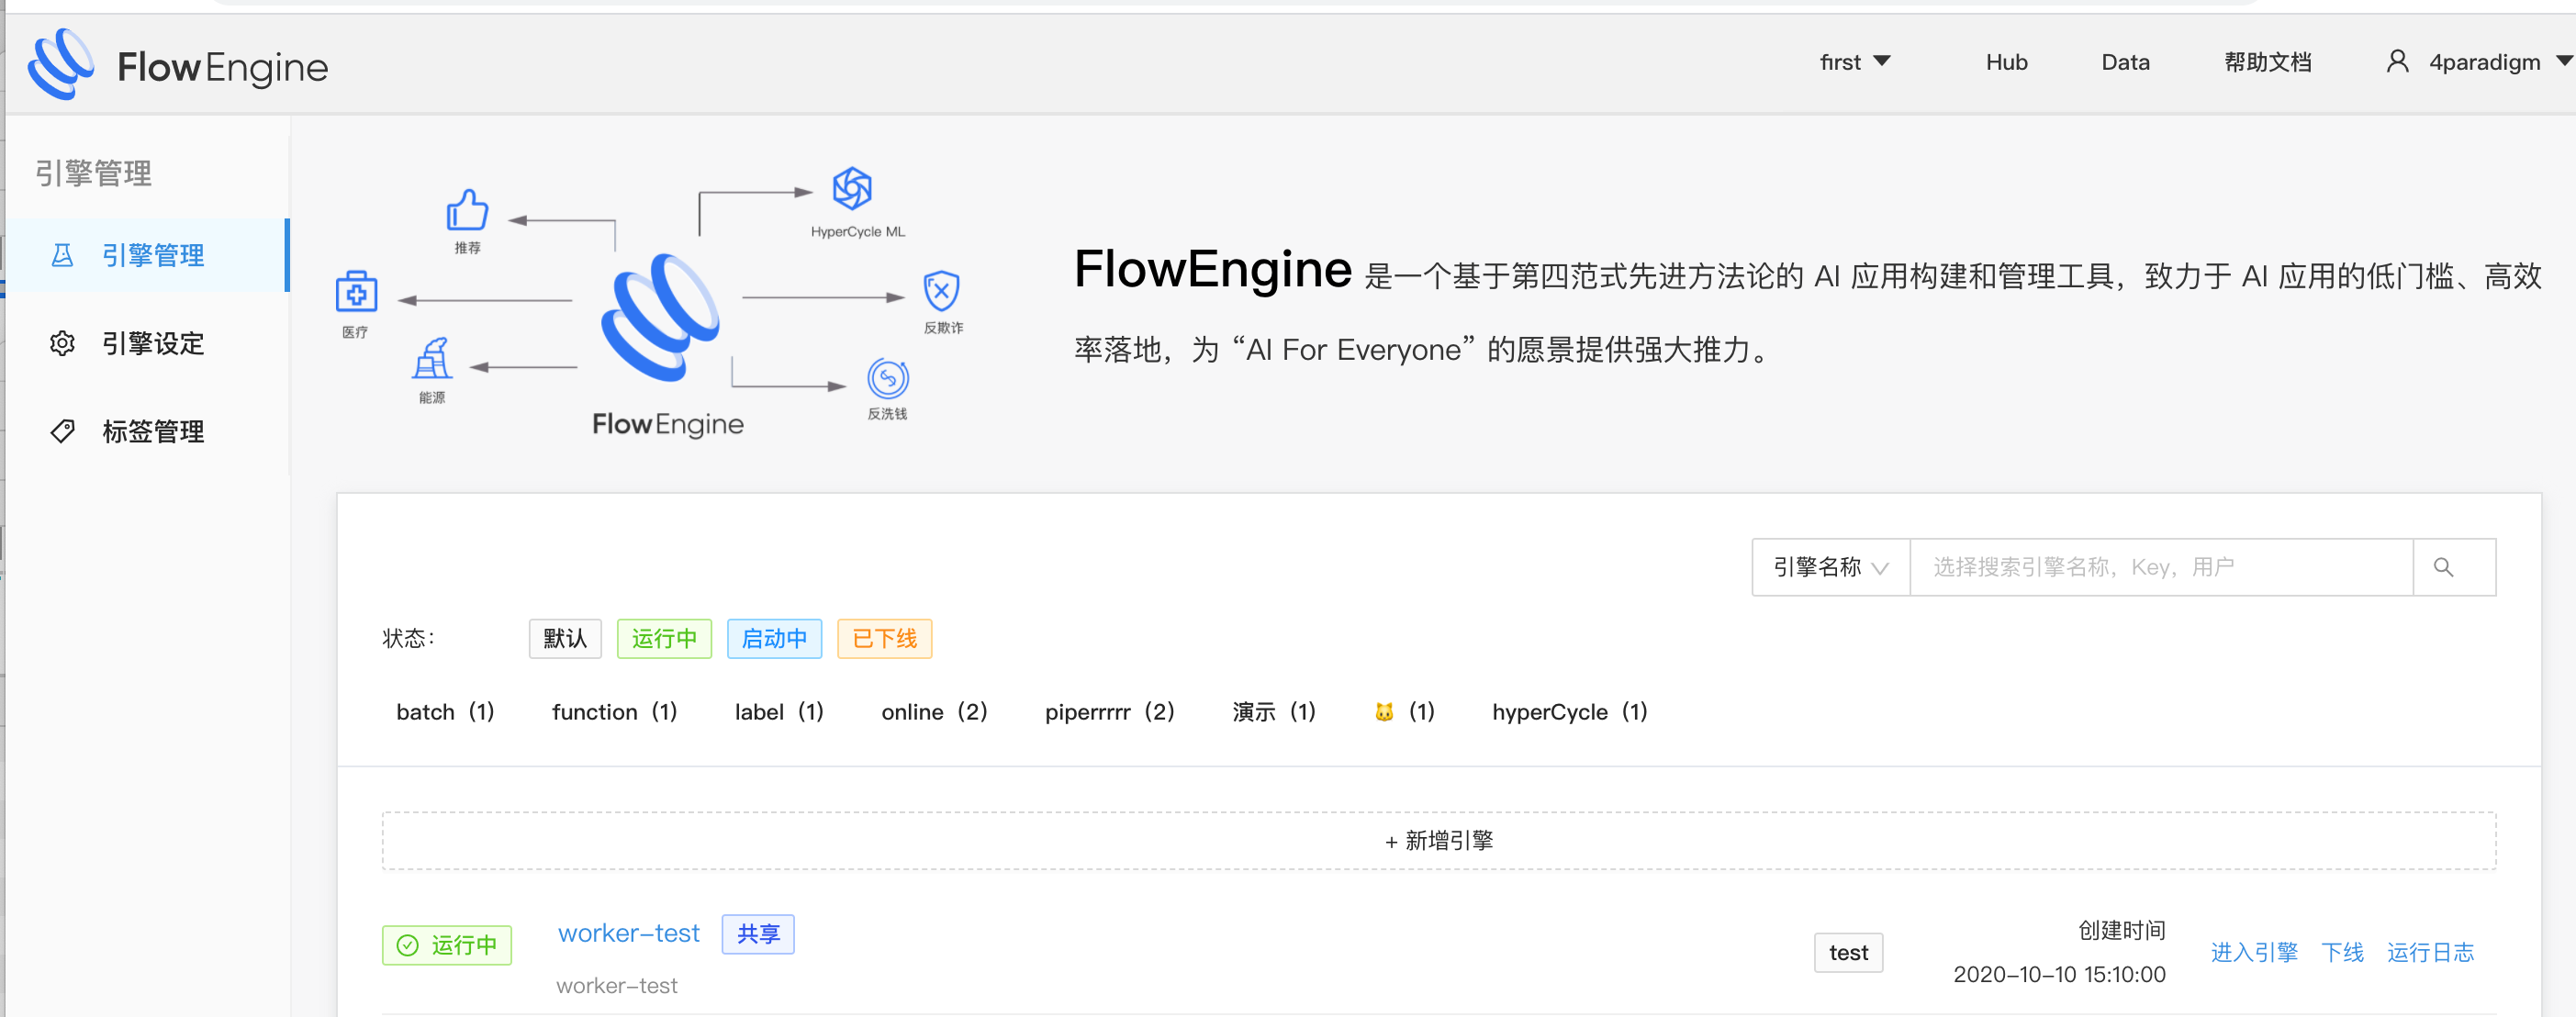 FlowEngine
first
Hub
Data
帮助文档
4paradigm
引擎管理
引擎管理
引擎设定
标签管理
推荐
HyperCycle ML
医疗
反欺诈
能源
反洗钱
FlowEngine
FlowEngine 是一个基于第四范式先进方法论的 AI 应用构建和管理工具，致力于 AI 应用的低门槛、高效
率落地，为“AI For Everyone”的愿景提供强大推力。
引擎名称
选择搜索引擎名称，Key，用户
状态： 默认 运行中 启动中 已下线
batch（1） function（1） label（1） online（2） piperrrrr（2） 演示（1） 🐱（1） hyperCycle（1）
+ 新增引擎
运行中
worker-test 共享
worker-test
test
创建时间
2020-10-10 15:10:00
进入引擎 下线 运行日志